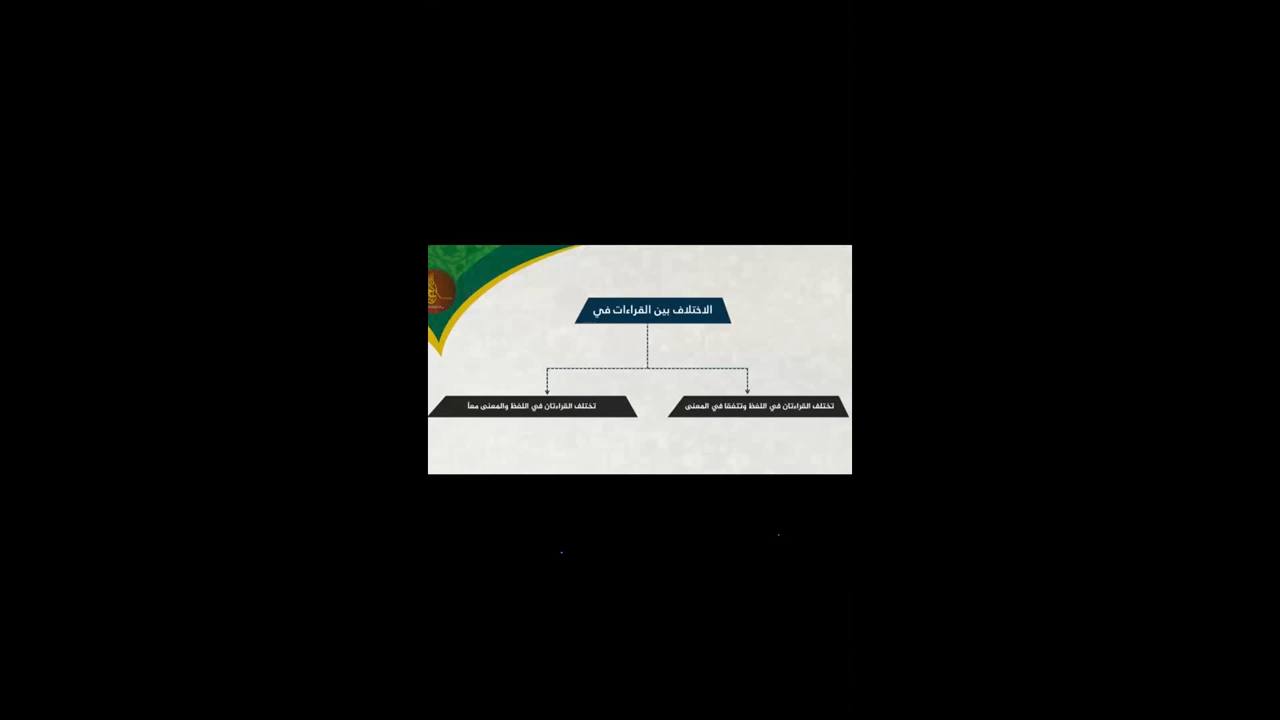 الاختلاف بين القراءات في
تختلف القراءتان في اللفظ وتتفقا في المعنى
تختلف القراءتان في اللفظ والمعنى معاً